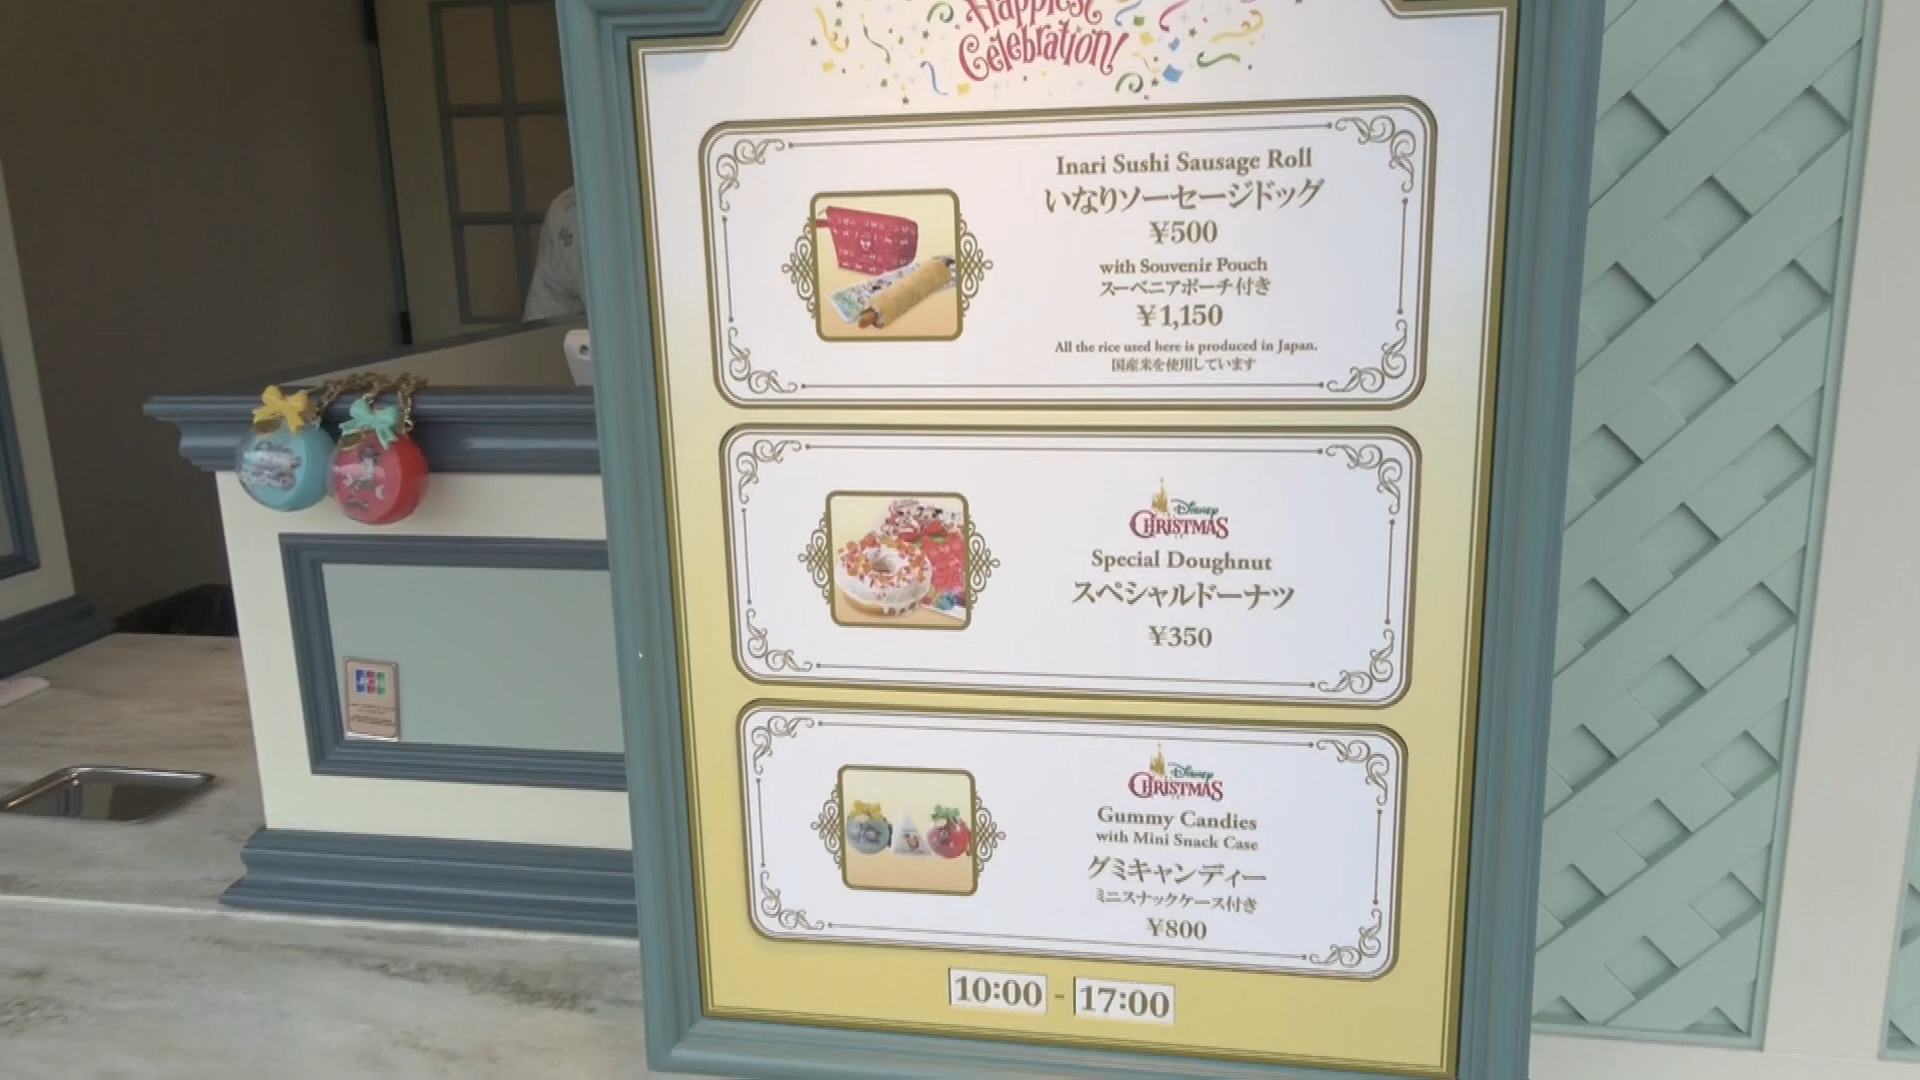 Happiest
Celebration!
Inari Sushi Sausage Roll
いなりソーセージドッグ
¥500
with Souvenir Pouch
スーベニアポーチ付き
¥1,150
All the rice used here is produced in Japan.
国産米を使用しています
Disney
CHRISTMAS
Special Doughnut
スペシャルドーナツ
¥350
Disney
CHRISTMAS
Gummy Candies
with Mini Snack Case
グミキャンディー
ミニスナックケース付き
¥800
10:00 - 17:00
JCB